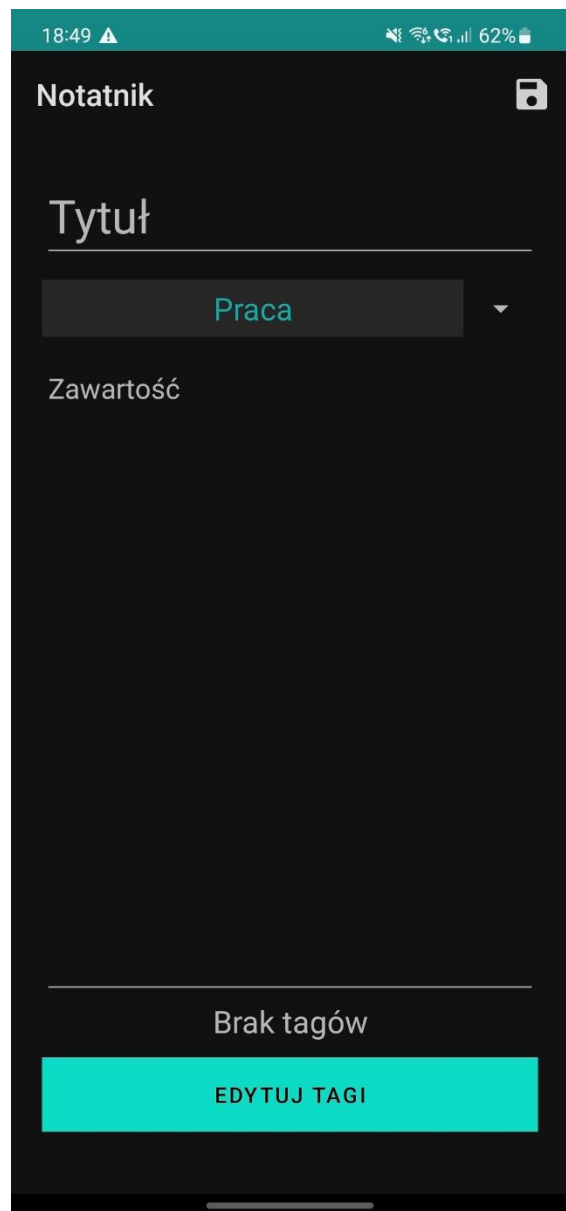 18:49 62%
Notatnik
Tytuł
Praca
Zawartość
Brak tagów
EDYTUJ TAGI